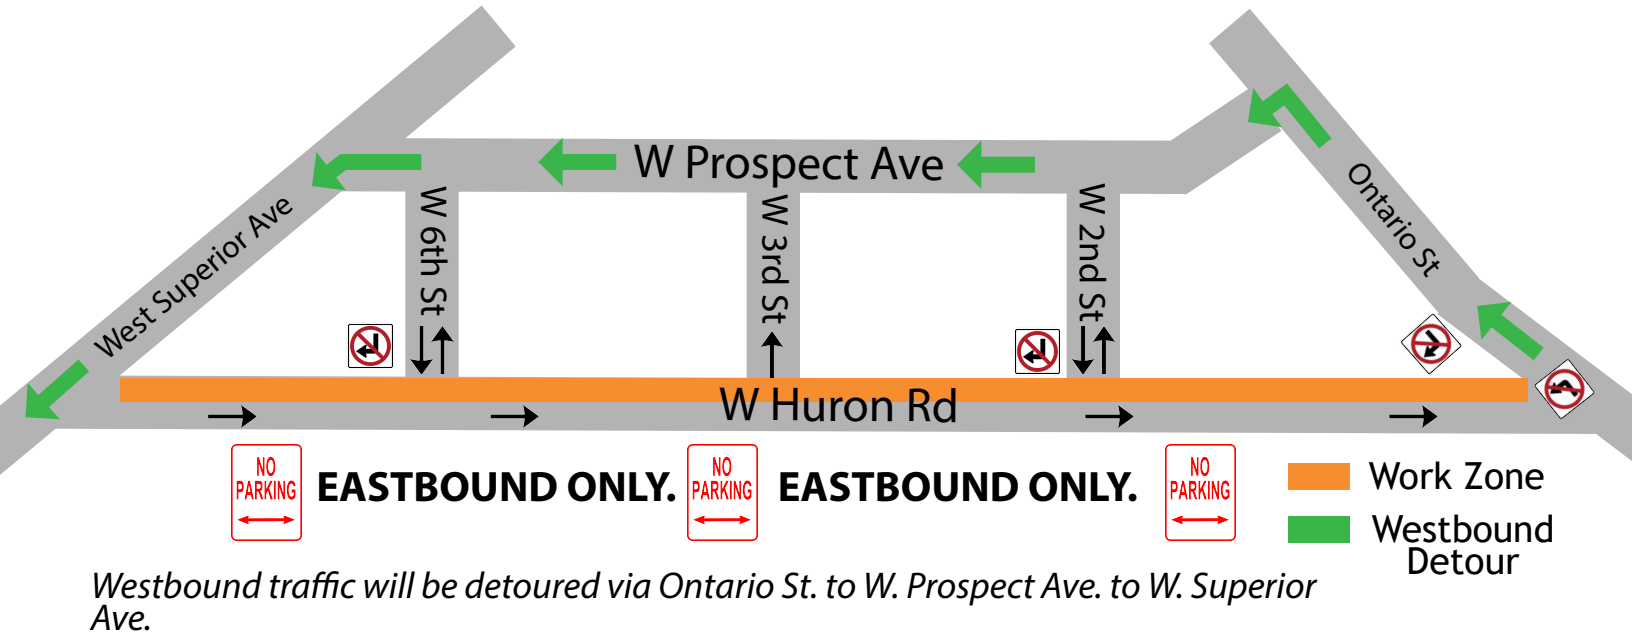 W Prospect Ave
Ontario St
West Superior Ave
W 6th St
W 3rd St
W 2nd St
W Huron Rd
NO
PARKING
EASTBOUND ONLY.
NO
PARKING
EASTBOUND ONLY.
NO
PARKING
Work Zone
Westbound
Detour
Westbound traffic will be detoured via Ontario St. to W. Prospect Ave. to W. Superior
Ave.